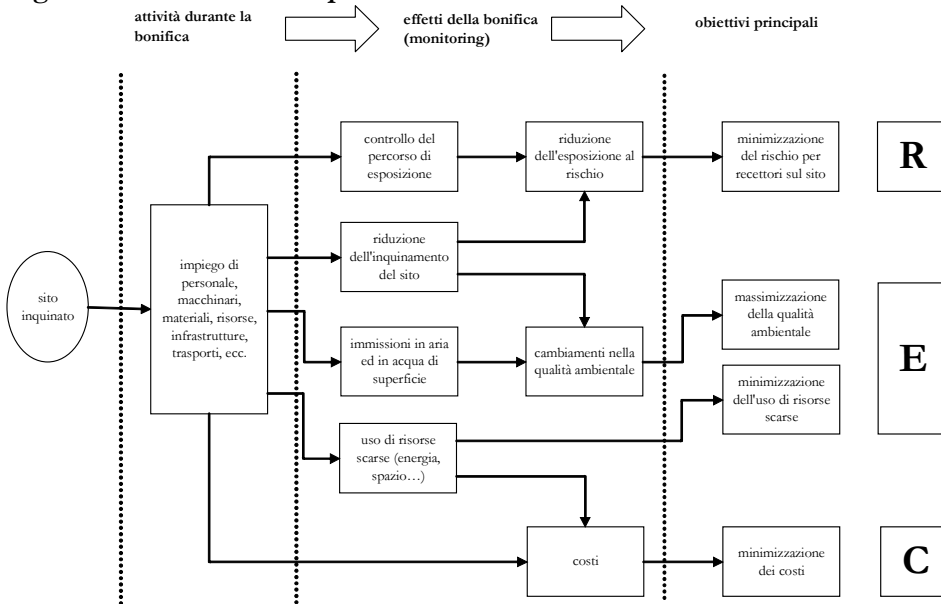 attività durante la
bonifica
effetti della bonifica
(monitoring)
obiettivi principali
controllo del
percorso di
esposizione
riduzione
dell'esposizione al
rischio
minimizzazione
del rischio per
recettori sul sito
R
sito
inquinato
impiego di
personale,
macchinari,
materiali, risorse,
infrastrutture,
trasporti, ecc.
riduzione
dell'inquinamento
del sito
immissioni in aria
ed in acqua di
superficie
cambiamenti nella
qualità ambientale
massimizzazione
della qualità
ambientale
minimizzazione
dell'uso di risorse
scarse
E
uso di risorse
scarse (energia,
spazio…)
costi
minimizzazione
dei costi
C